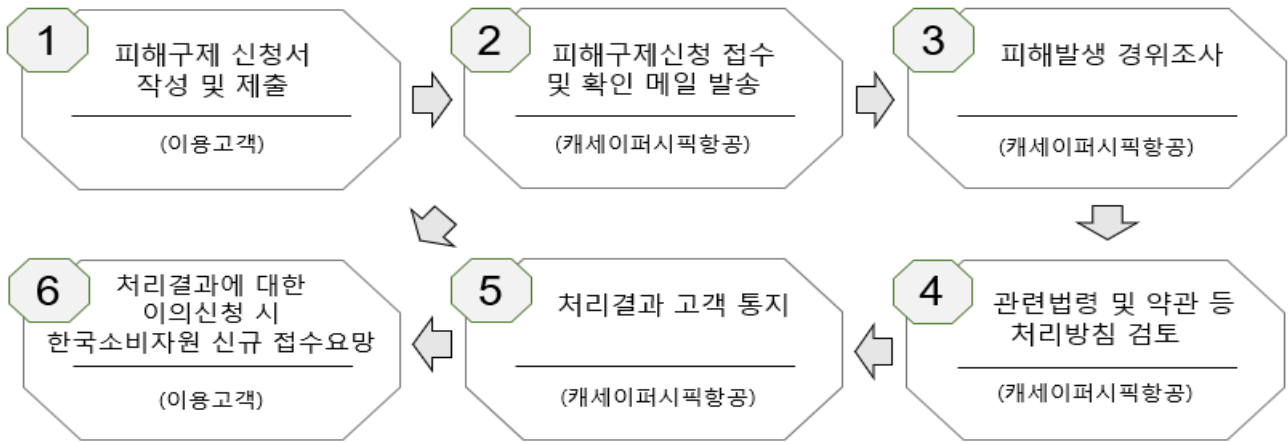 1
피해구제 신청서
작성 및 제출
(이용고객)
2
피해구제신청 접수
및 확인 메일 발송
(캐세이퍼시픽항공)
3
피해발생 경위조사
(캐세이퍼시픽항공)
4
관련법령 및 약관 등
처리방침 검토
(캐세이퍼시픽항공)
5
처리결과 고객 통지
(캐세이퍼시픽항공)
6
처리결과에 대한
이의신청 시
한국소비자원 신규 접수요망
(이용고객)